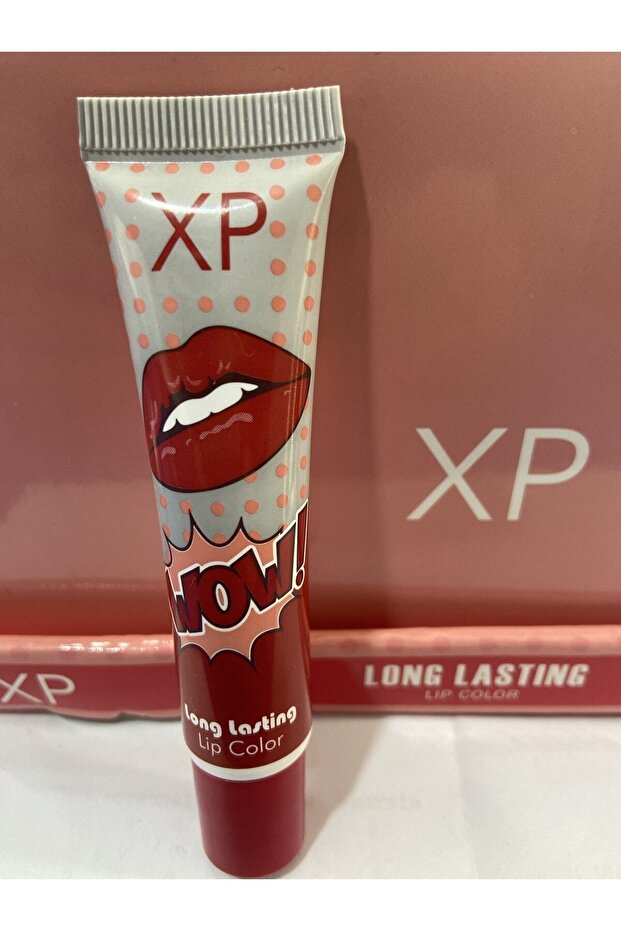 XP
WOW!
Long Lasting
Lip Color
XP
XP
LONG LASTING
LIP COLOR